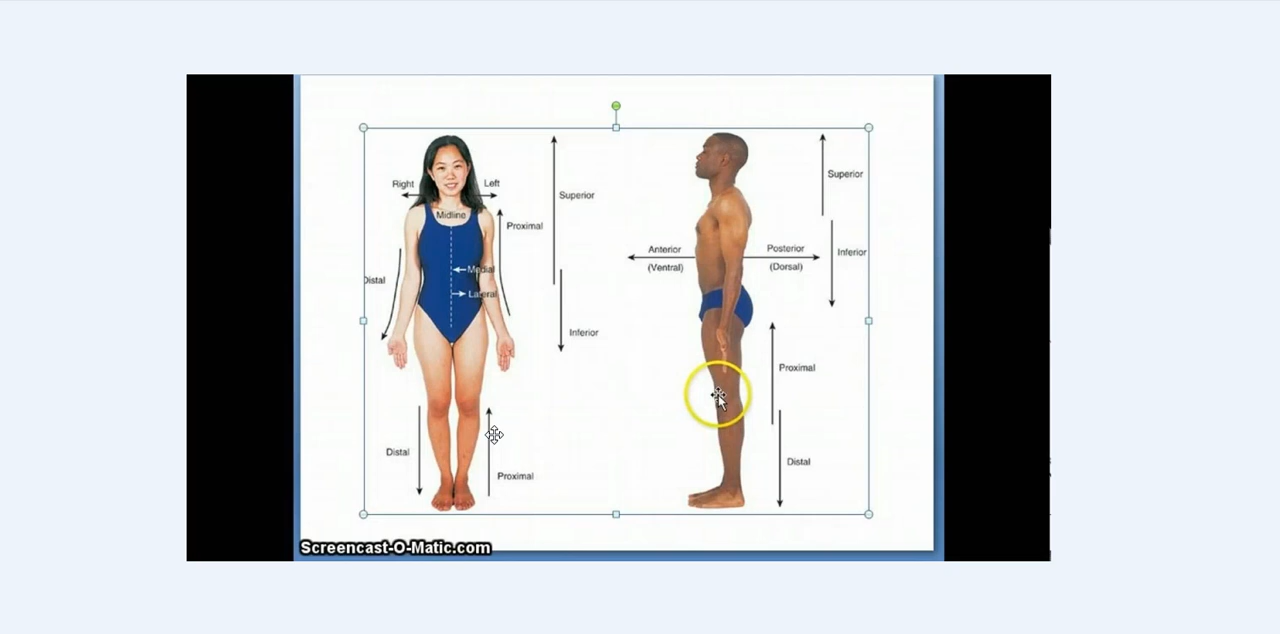 Right
Left
Midline
Proximal
Medial
Lateral
Distal
Superior
Inferior
Distal
Proximal
Anterior
(Ventral)
Posterior
(Dorsal)
Superior
Inferior
Proximal
Distal
Screencast-O-Matic.com